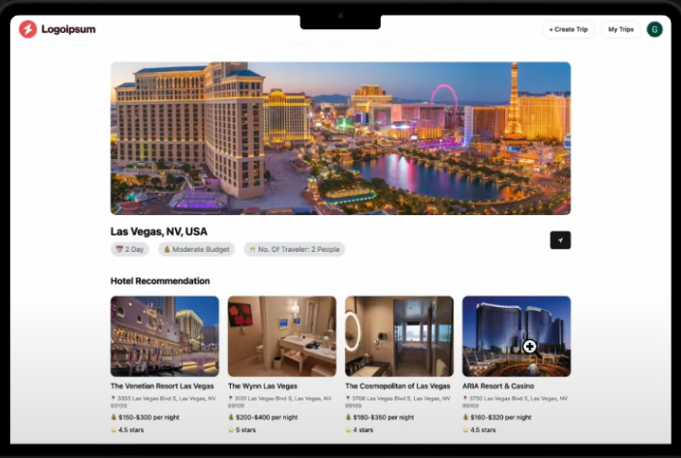 Logoipsum
+ Create Trip
My Trips
G
Las Vegas, NV, USA
📅 2 Day
💰 Moderate Budget
🥂 No. Of Traveler: 2 People
Hotel Recommendation
The Venetian Resort Las Vegas
📍 3355 Las Vegas Blvd S, Las Vegas, NV
89109
💰 $150-$300 per night
⭐ 4.5 stars
The Wynn Las Vegas
📍 3131 Las Vegas Blvd S, Las Vegas, NV
89109
💰 $200-$400 per night
⭐ 5 stars
The Cosmopolitan of Las Vegas
📍 3708 Las Vegas Blvd S, Las Vegas, NV
89109
💰 $180-$350 per night
⭐ 4 stars
ARIA Resort & Casino
📍 3730 Las Vegas Blvd S, Las Vegas, NV
89158
💰 $160-$320 per night
⭐ 4.5 stars